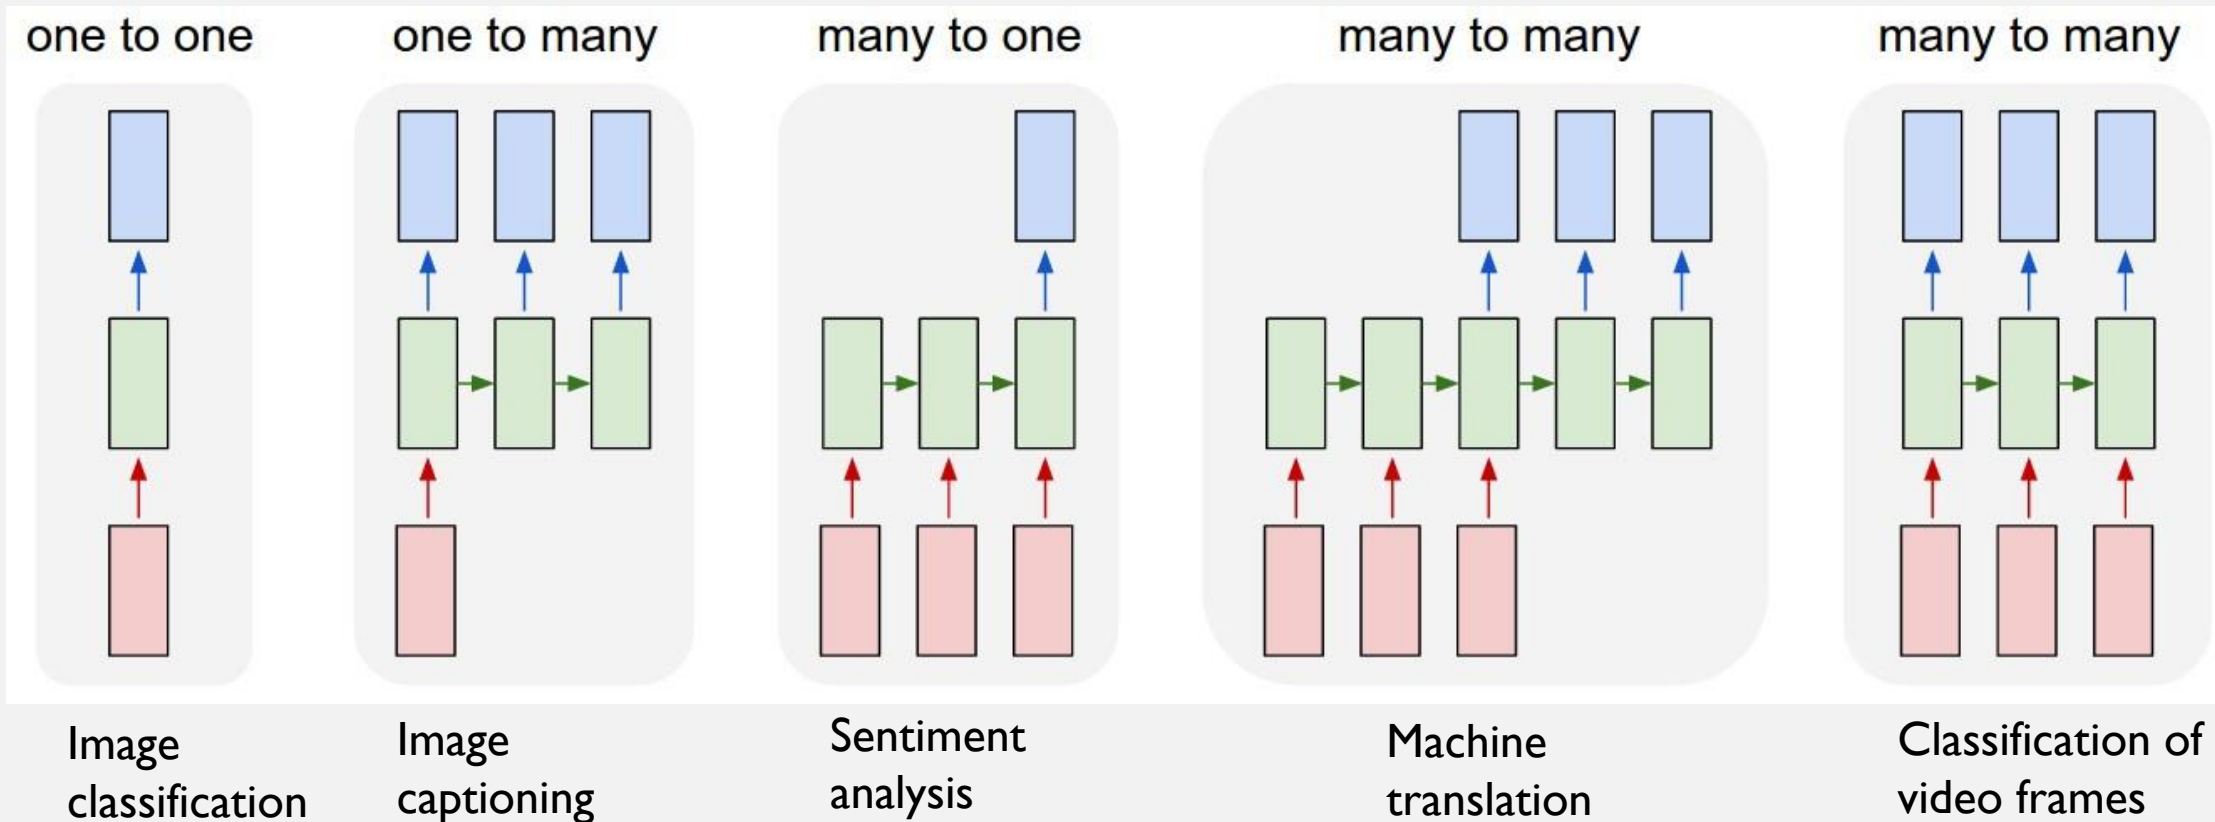 one to one
one to many
many to one
many to many
many to many
Image
classification
Image
captioning
Sentiment
analysis
Machine
translation
Classification of
video frames